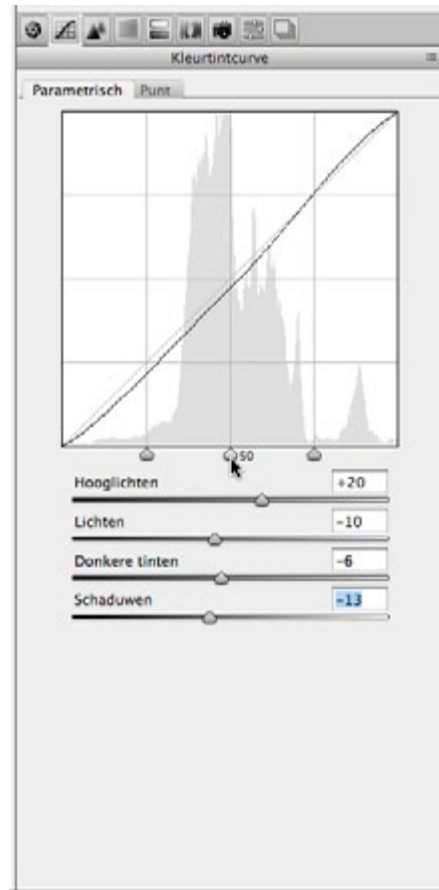 Kleurtintcurve
Parametrisch Punt
50
Hooglichten +20
Lichten -10
Donkere tinten -6
Schaduwen -13